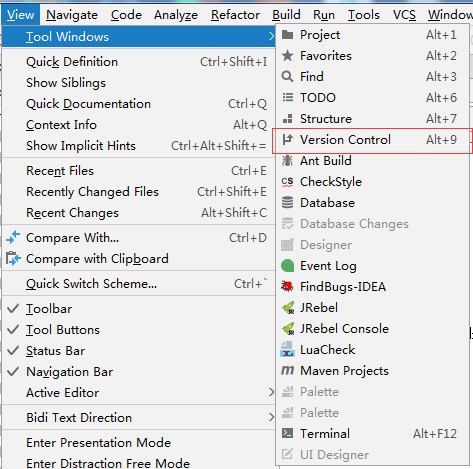 View Navigate Code Analyze Refactor Build Run Tools VCS Window
Tool Windows
Quick Definition Ctrl+Shift+I
Show Siblings
Quick Documentation Ctrl+Q
Context Info Alt+Q
Show Implicit Hints Ctrl+Alt+Shift+=
Recent Files Ctrl+E
Recently Changed Files Ctrl+Shift+E
Recent Changes Alt+Shift+C
Compare With... Ctrl+D
Compare with Clipboard
Quick Switch Scheme... Ctrl+`
Toolbar
Tool Buttons
Status Bar
Navigation Bar
Active Editor
Bidi Text Direction
Enter Presentation Mode
Enter Distraction Free Mode
Project Alt+1
Favorites Alt+2
Find Alt+3
TODO Alt+6
Structure Alt+7
Version Control Alt+9
Ant Build
CheckStyle
Database
Database Changes
Designer
Event Log
FindBugs-IDEA
JRebel
JRebel Console
LuaCheck
Maven Projects
Palette
Palette
Terminal Alt+F12
UI Designer